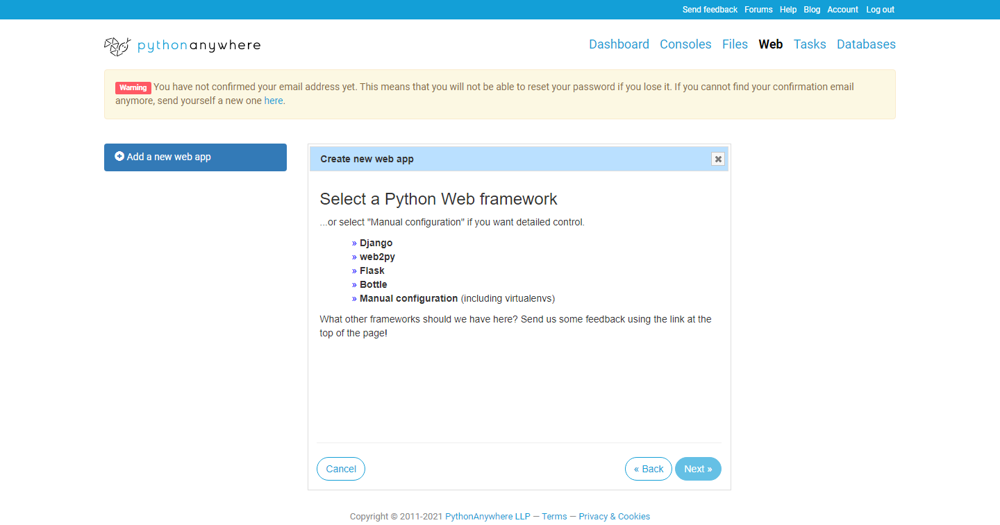 Send feedback Forums Help Blog Account Log out
pythonanywhere
Dashboard Consoles Files Web Tasks Databases
Warning You have not confirmed your email address yet. This means that you will not be able to reset your password if you lose it. If you cannot find your confirmation email
anymore, send yourself a new one here.
Add a new web app
Create new web app
Select a Python Web framework
...or select "Manual configuration" if you want detailed control.
» Django
» web2py
» Flask
» Bottle
» Manual configuration (including virtualenvs)
What other frameworks should we have here? Send us some feedback using the link at the
top of the page!
Cancel « Back Next »
Copyright © 2011-2021 PythonAnywhere LLP — Terms — Privacy & Cookies